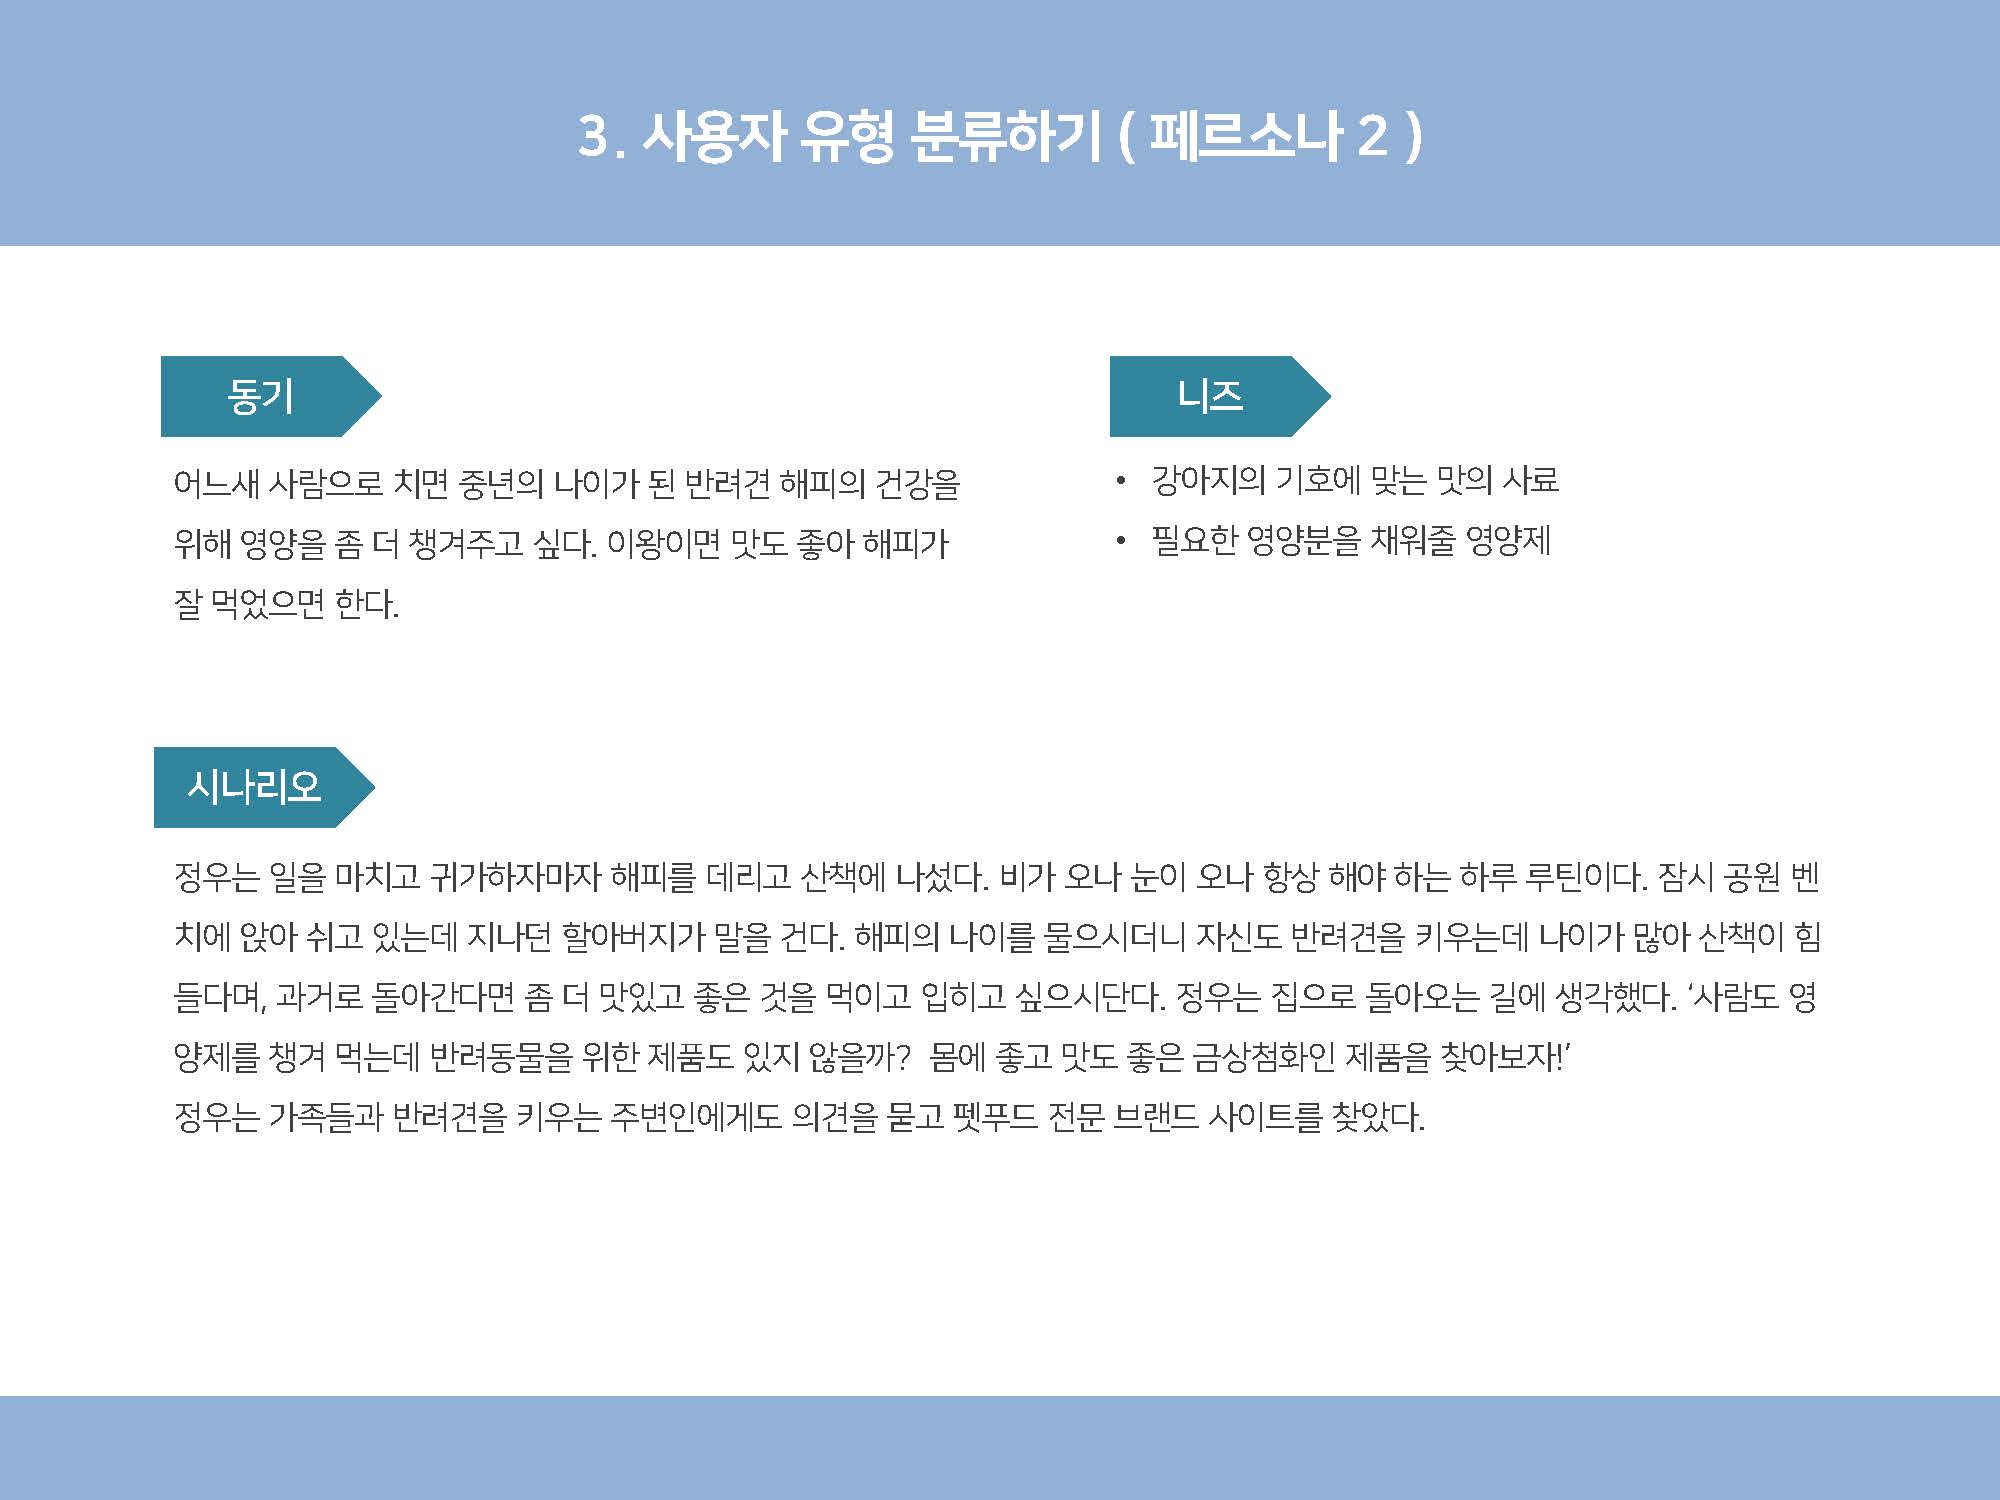 3. 사용자 유형 분류하기 ( 페르소나 2 )
동기
어느새 사람으로 치면 중년의 나이가 된 반려견 해피의 건강을
위해 영양을 좀 더 챙겨주고 싶다. 이왕이면 맛도 좋아 해피가
잘 먹었으면 한다.
니즈
• 강아지의 기호에 맞는 맛의 사료
• 필요한 영양분을 채워줄 영양제
시나리오
정우는 일을 마치고 귀가하자마자 해피를 데리고 산책에 나섰다. 비가 오나 눈이 오나 항상 해야 하는 하루 루틴이다. 잠시 공원 벤
치에 앉아 쉬고 있는데 지나던 할아버지가 말을 건다. 해피의 나이를 물으시더니 자신도 반려견을 키우는데 나이가 많아 산책이 힘
들다며, 과거로 돌아간다면 좀 더 맛있고 좋은 것을 먹이고 입히고 싶으시단다. 정우는 집으로 돌아오는 길에 생각했다. ‘사람도 영
양제를 챙겨 먹는데 반려동물을 위한 제품도 있지 않을까? 몸에 좋고 맛도 좋은 금상첨화인 제품을 찾아보자!’
정우는 가족들과 반려견을 키우는 주변인에게도 의견을 묻고 펫푸드 전문 브랜드 사이트를 찾았다.